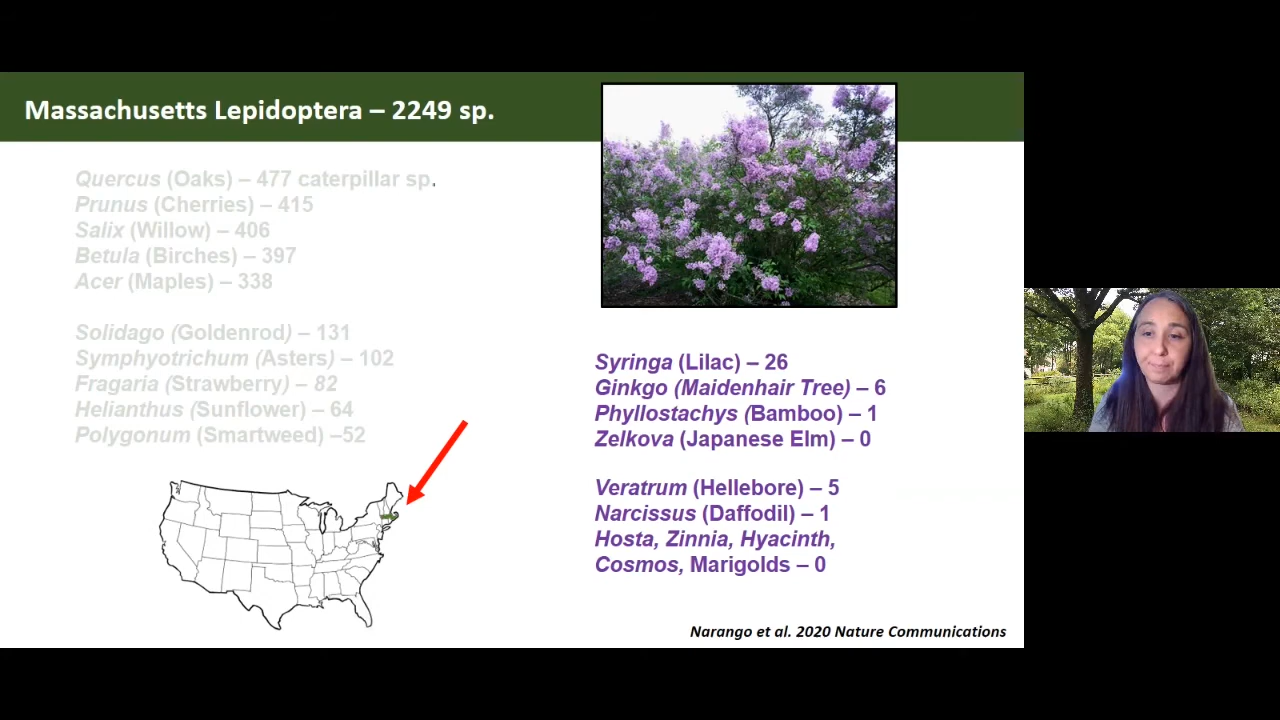 Massachusetts Lepidoptera – 2249 sp.
Quercus (Oaks) – 477 caterpillar sp.
Prunus (Cherries) – 415
Salix (Willow) – 406
Betula (Birches) – 397
Acer (Maples) – 338
Solidago (Goldenrod) – 131
Symphyotrichum (Asters) – 102
Fragaria (Strawberry) – 82
Helianthus (Sunflower) – 64
Polygonum (Smartweed) –52
Syringa (Lilac) – 26
Ginkgo (Maidenhair Tree) – 6
Phyllostachys (Bamboo) – 1
Zelkova (Japanese Elm) – 0
Veratrum (Hellebore) – 5
Narcissus (Daffodil) – 1
Hosta, Zinnia, Hyacinth,
Cosmos, Marigolds – 0
Narango et al. 2020 Nature Communications